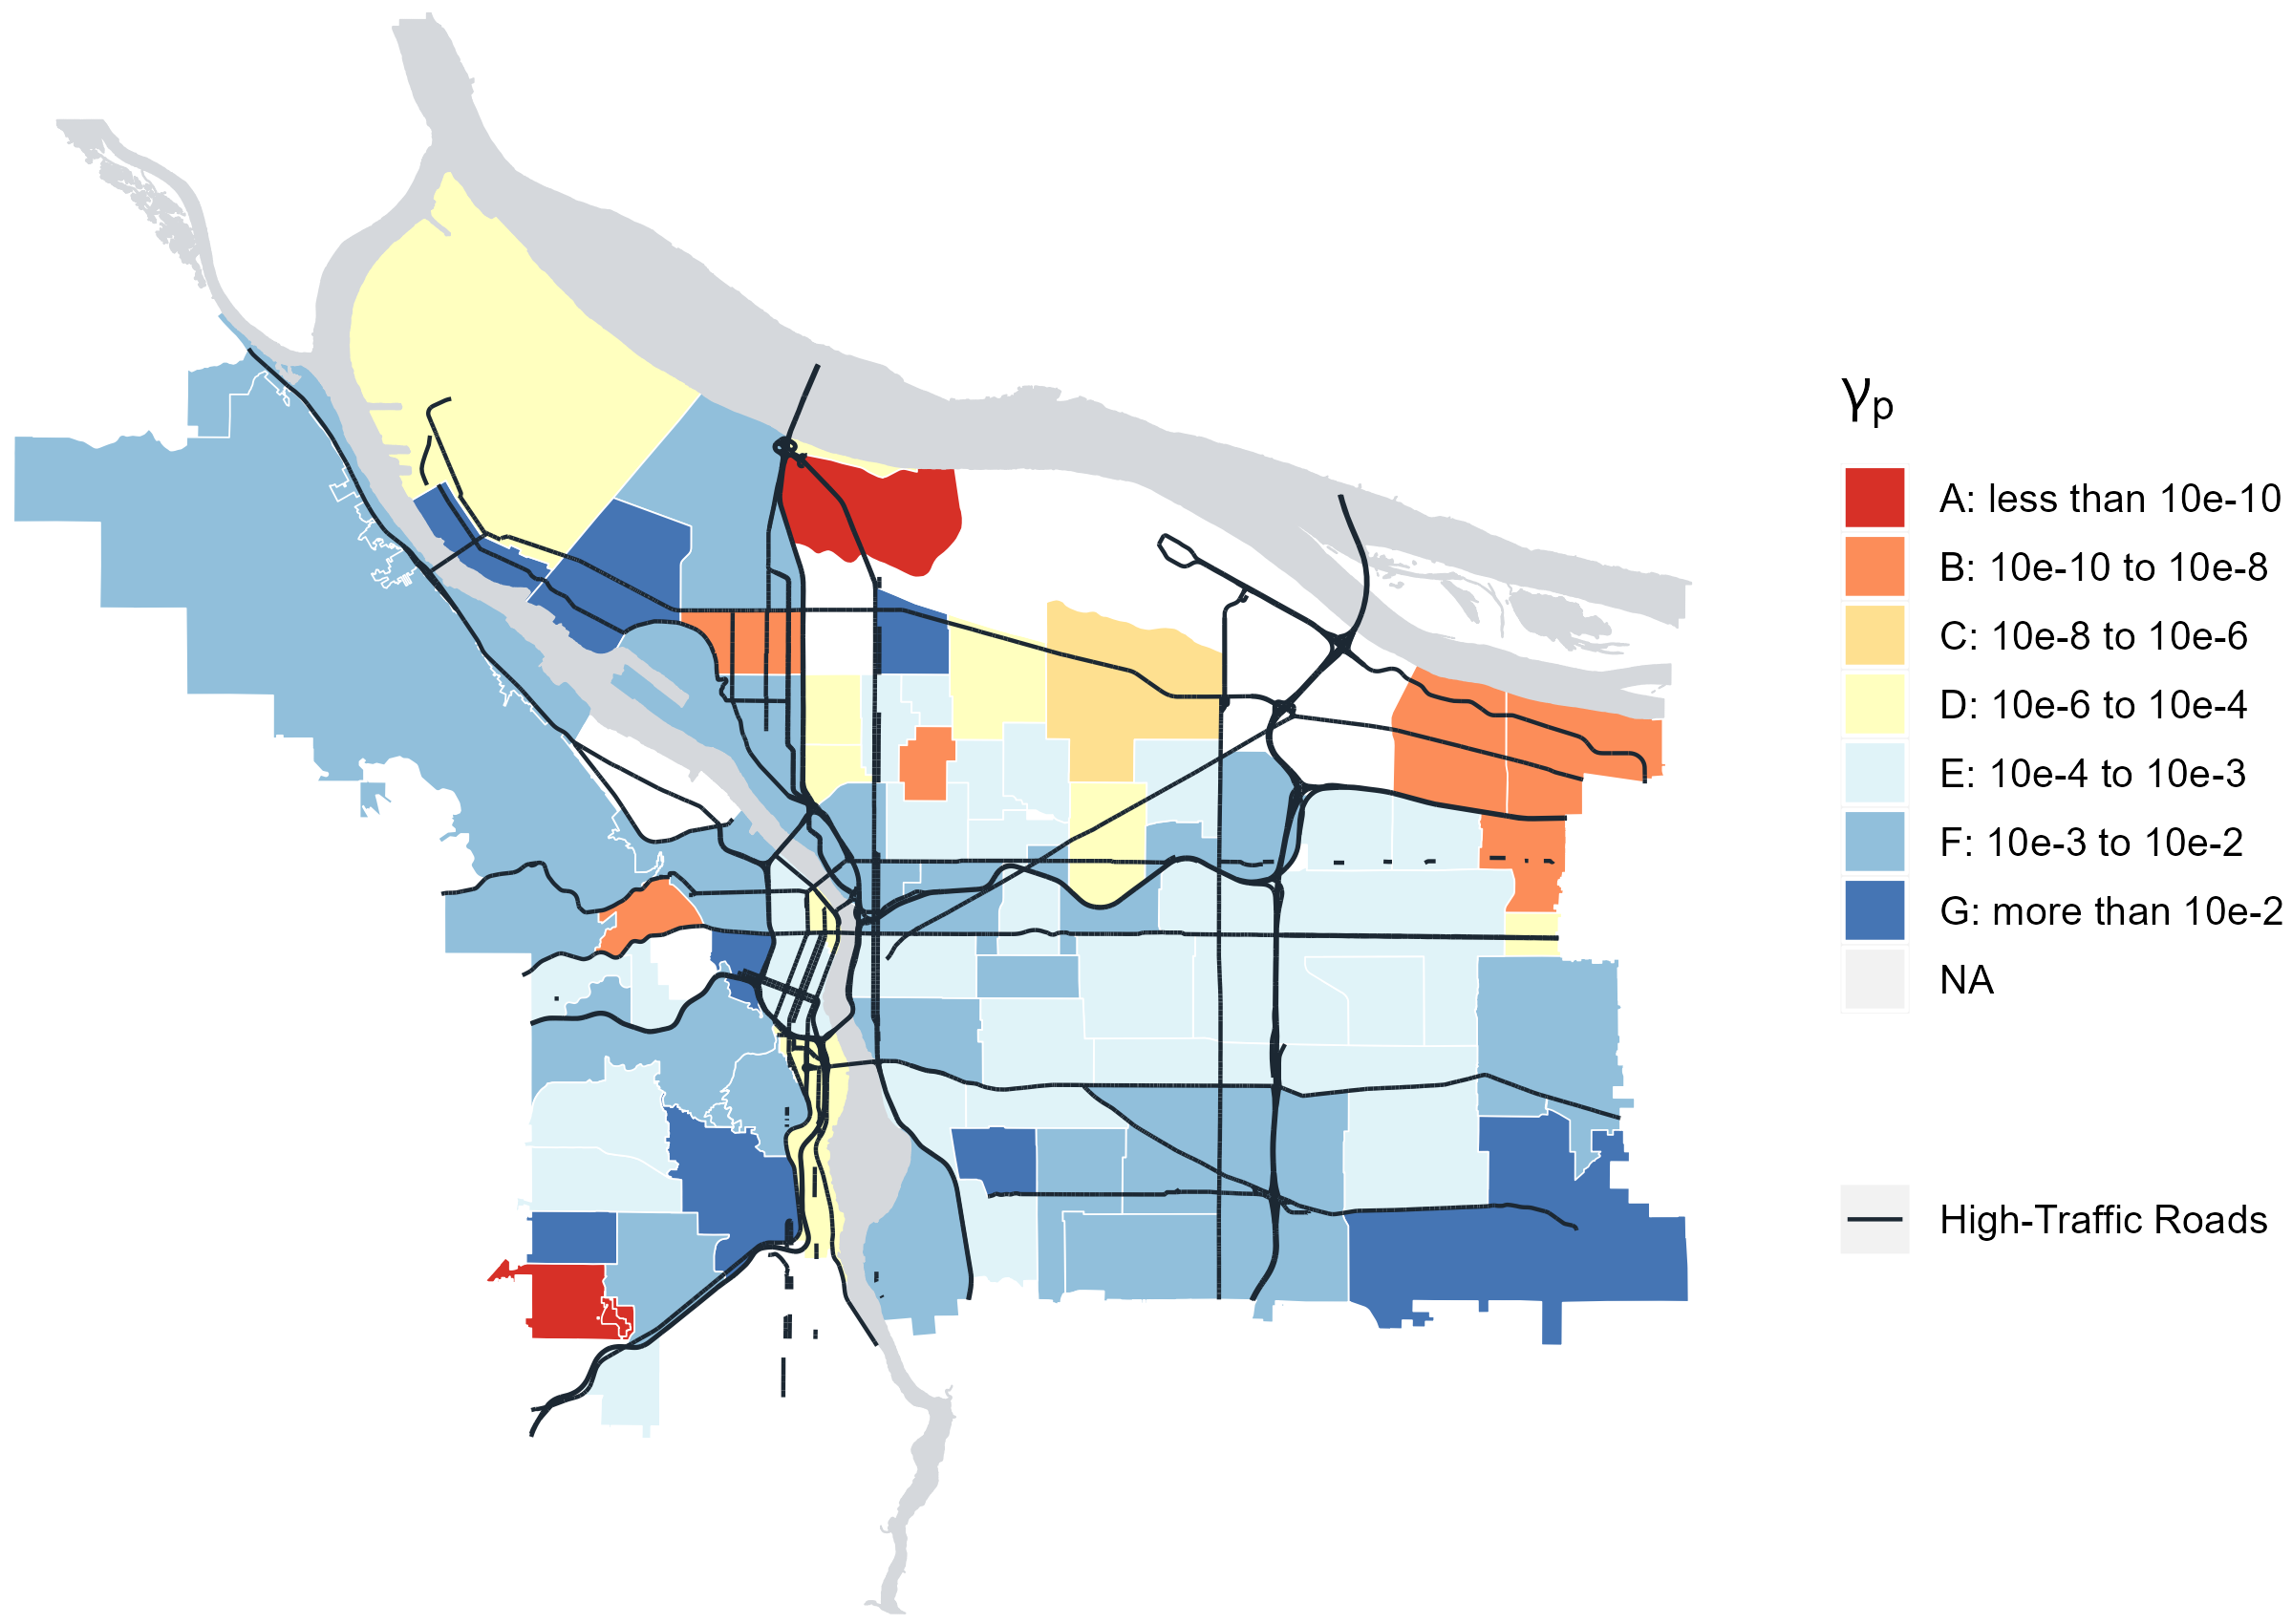 γp
A: less than 10e-10
B: 10e-10 to 10e-8
C: 10e-8 to 10e-6
D: 10e-6 to 10e-4
E: 10e-4 to 10e-3
F: 10e-3 to 10e-2
G: more than 10e-2
NA
High-Traffic Roads